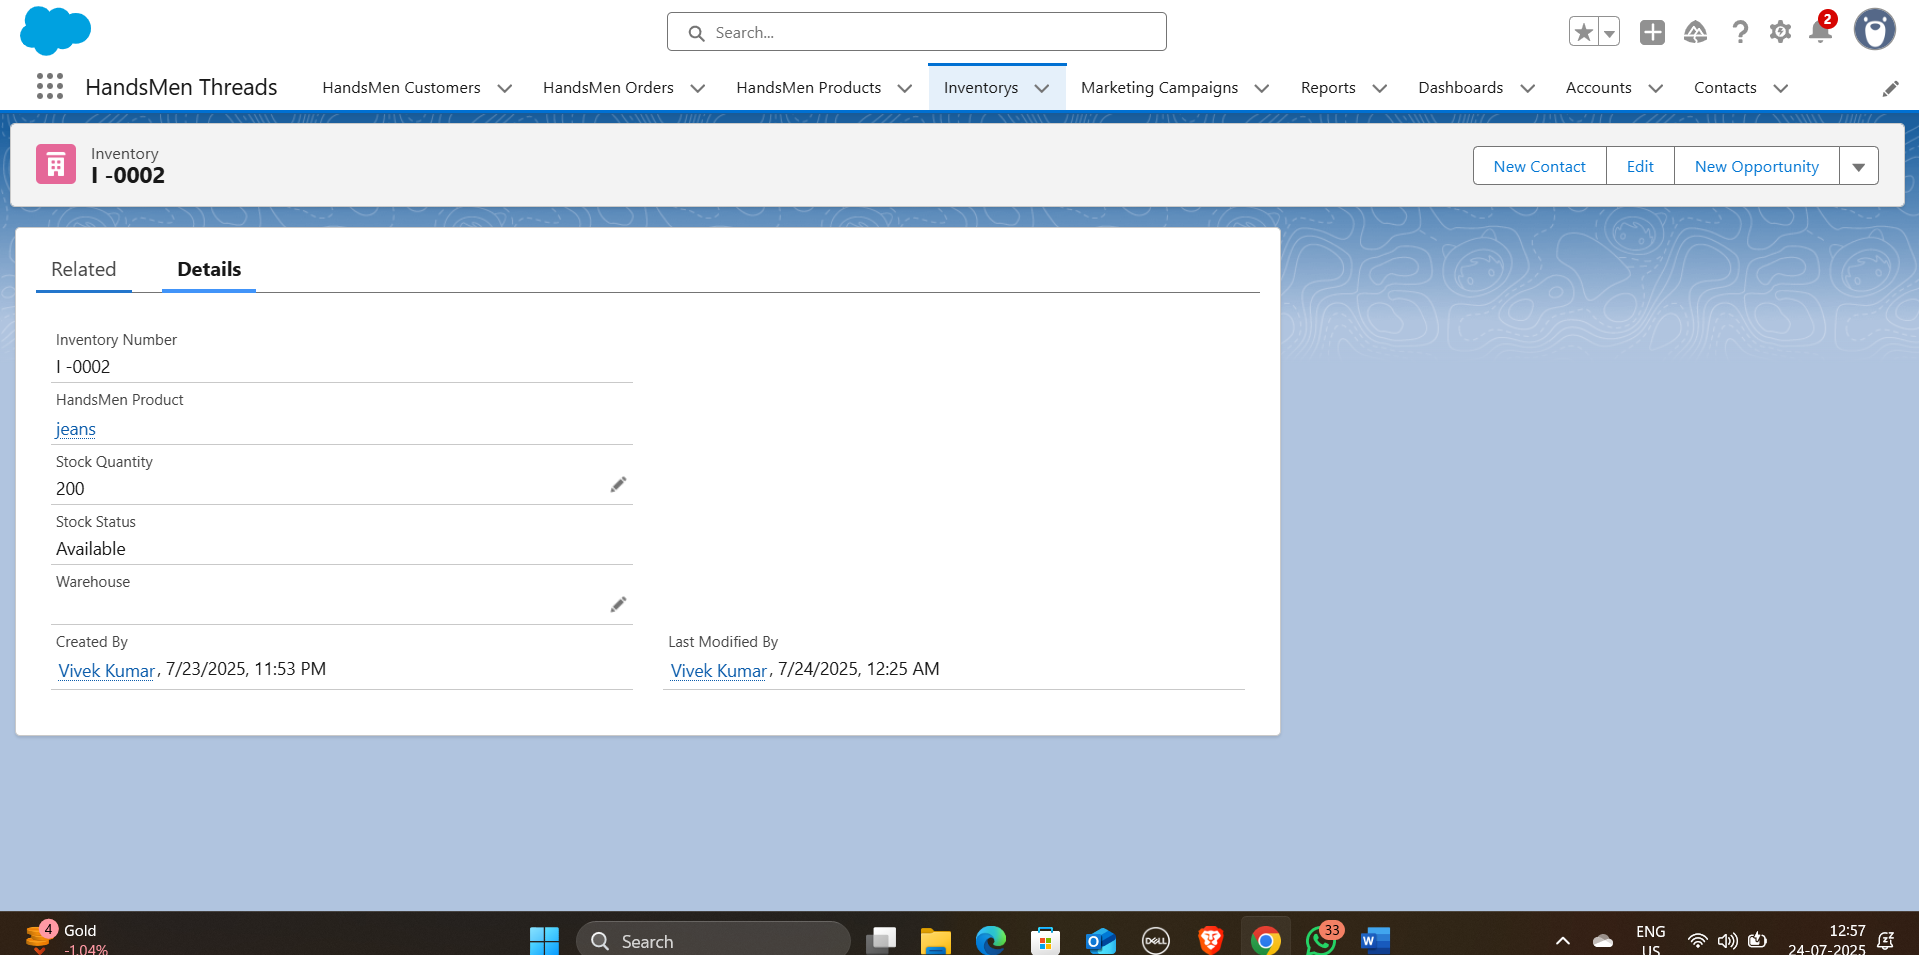 Search...
2
HandsMen Threads
HandsMen Customers
HandsMen Orders
HandsMen Products
Inventorys
Marketing Campaigns
Reports
Dashboards
Accounts
Contacts
Inventory
I -0002
New Contact
Edit
New Opportunity
Related
Details
Inventory Number
I -0002
HandsMen Product
jeans
Stock Quantity
200
Stock Status
Available
Warehouse
Created By
Vivek Kumar, 7/23/2025, 11:53 PM
Last Modified By
Vivek Kumar, 7/24/2025, 12:25 AM
4
Gold
-1.04%
Search
DELL
33
ENG
US
12:57
24-07-2025